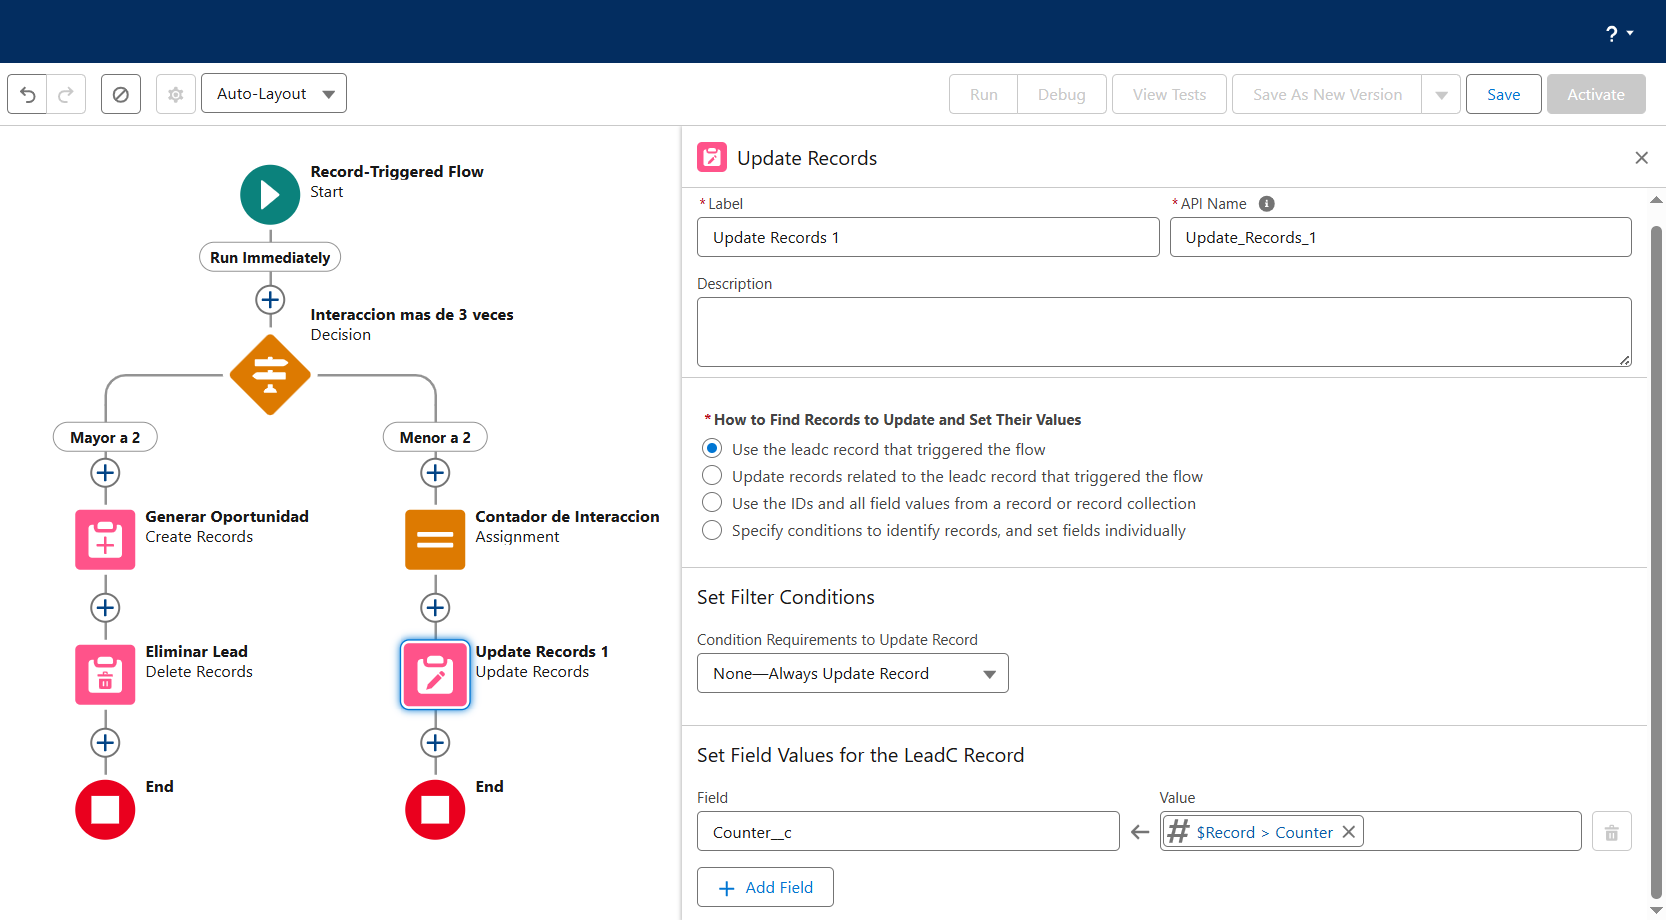 ?
Auto-Layout
Run
Debug
View Tests
Save As New Version
Save
Activate
Record-Triggered Flow
Start
Run Immediately
Interaccion mas de 3 veces
Decision
Mayor a 2
Menor a 2
Generar Oportunidad
Create Records
Contador de Interaccion
Assignment
Eliminar Lead
Delete Records
Update Records 1
Update Records
End
End
Update Records
* Label
* API Name
Update Records 1
Update_Records_1
Description
* How to Find Records to Update and Set Their Values
Use the leadc record that triggered the flow
Update records related to the leadc record that triggered the flow
Use the IDs and all field values from a record or record collection
Specify conditions to identify records, and set fields individually
Set Filter Conditions
Condition Requirements to Update Record
None—Always Update Record
Set Field Values for the LeadC Record
Field
Value
Counter__c
$Record > Counter
Add Field